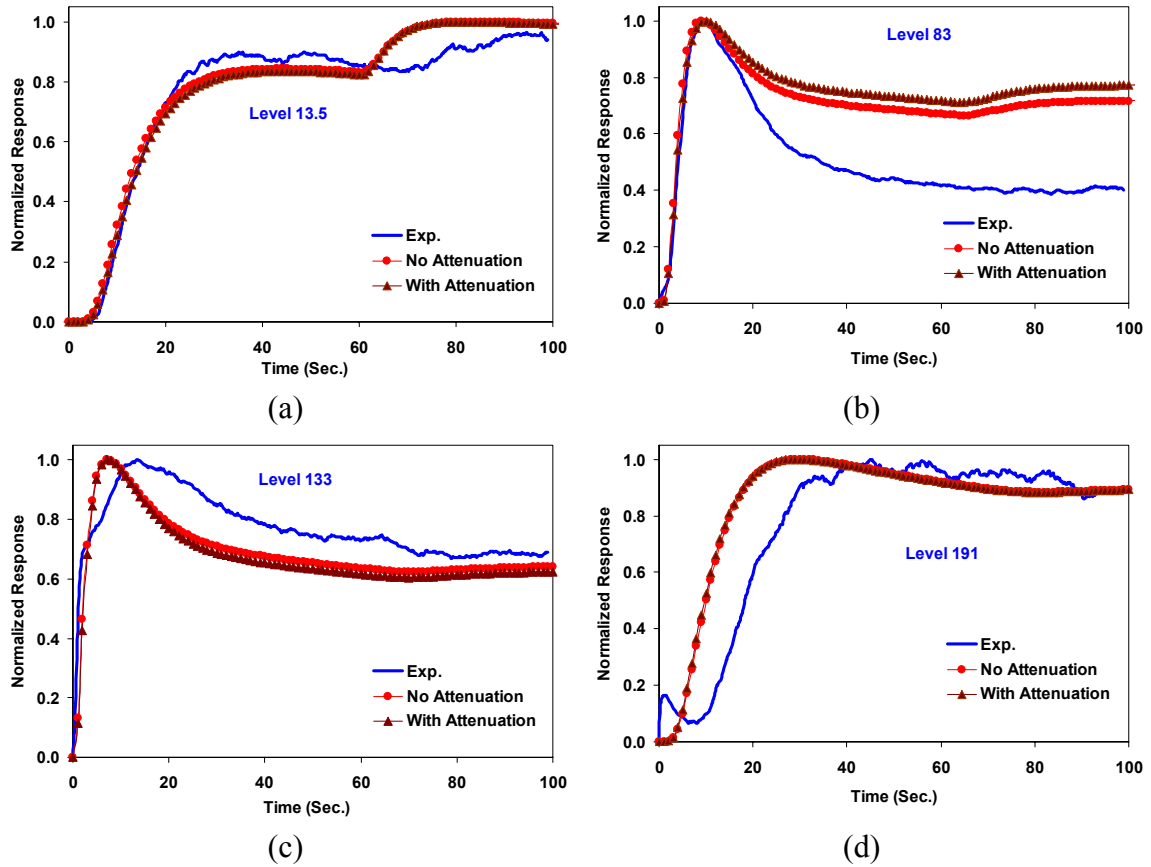 Normalized Response
1.0
0.8
0.6
0.4
0.2
0.0
Level 13.5
Exp.
No Attenuation
With Attenuation
0 20 40 60 80 100
Time (Sec.)
(a)
Normalized Response
1.0
0.8
0.6
0.4
0.2
0.0
Level 83
Exp.
No Attenuation
With Attenuation
0 20 40 60 80 100
Time (Sec.)
(b)
Normalized Response
1.0
0.8
0.6
0.4
0.2
0.0
Level 133
Exp.
No Attenuation
With Attenuation
0 20 40 60 80 100
Time (Sec.)
(c)
Normalized Response
1.0
0.8
0.6
0.4
0.2
0.0
Level 191
Exp.
No Attenuation
With Attenuation
0 20 40 60 80 100
Time (Sec.)
(d)